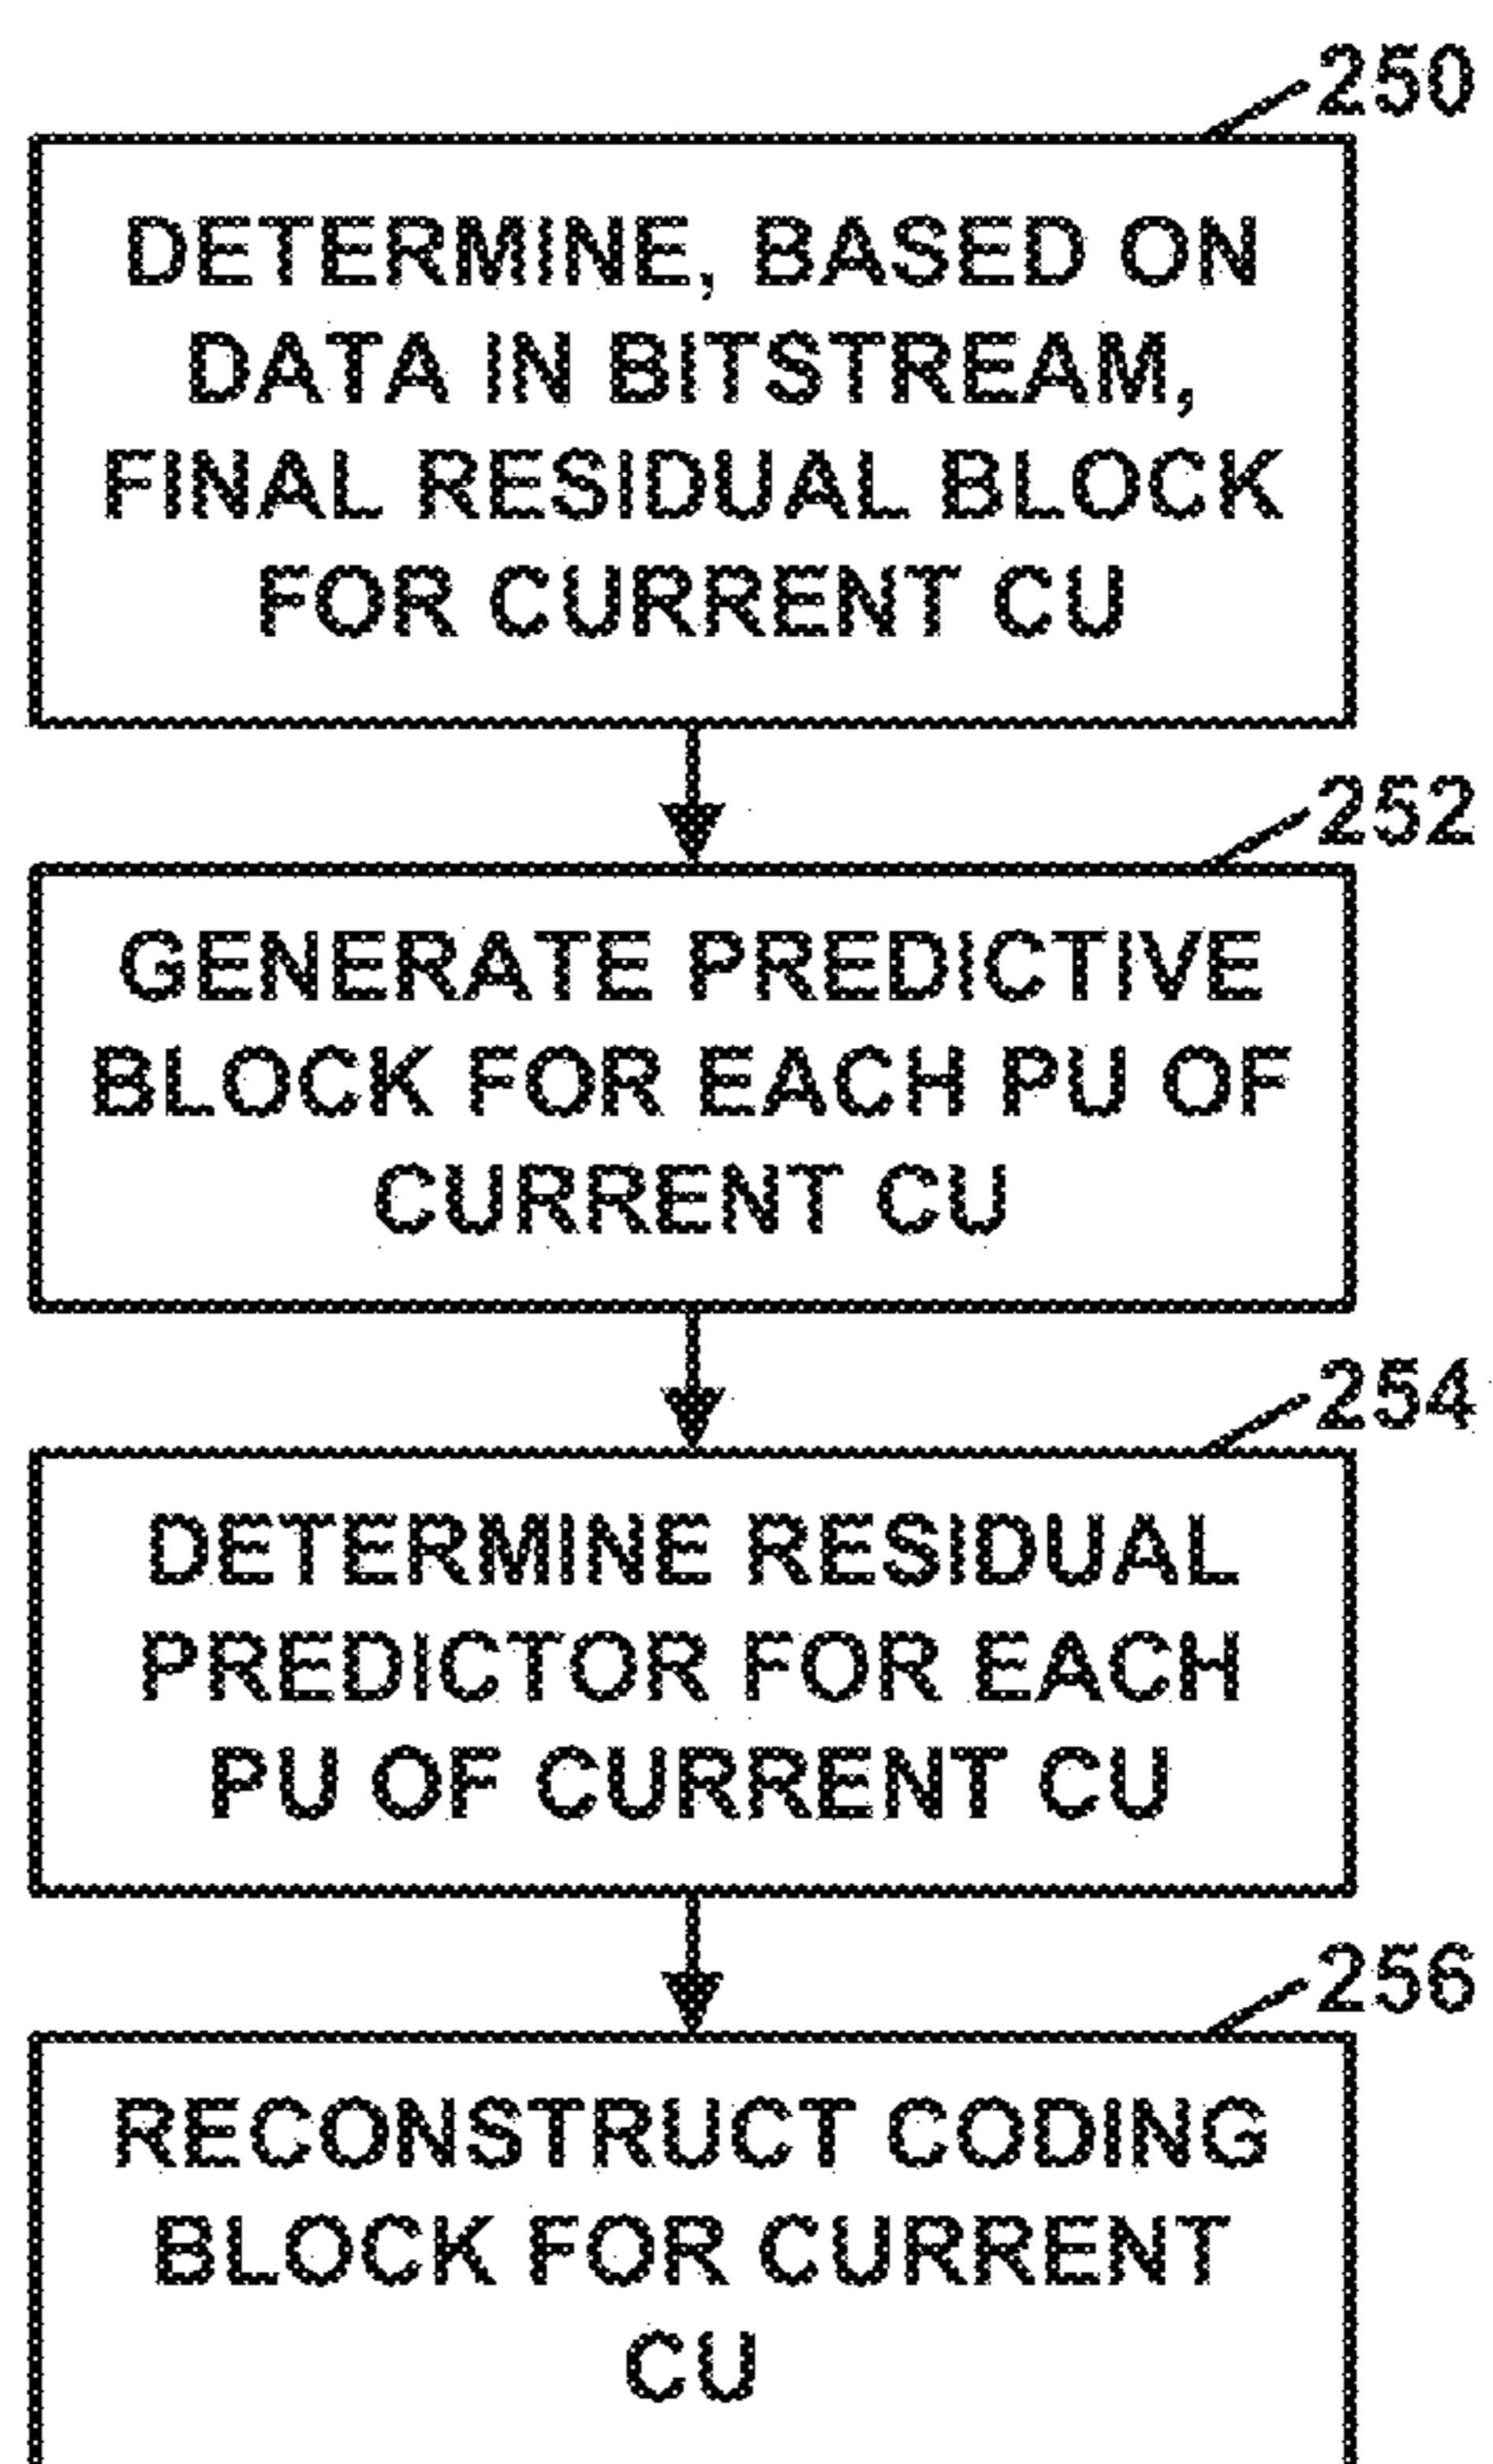 250
DETERMINE, BASED ON
DATA IN BITSTREAM,
FINAL RESIDUAL BLOCK
FOR CURRENT CU
252
GENERATE PREDICTIVE
BLOCK FOR EACH PU OF
CURRENT CU
254
DETERMINE RESIDUAL
PREDICTOR FOR EACH
PU OF CURRENT CU
256
RECONSTRUCT CODING
BLOCK FOR CURRENT
CU